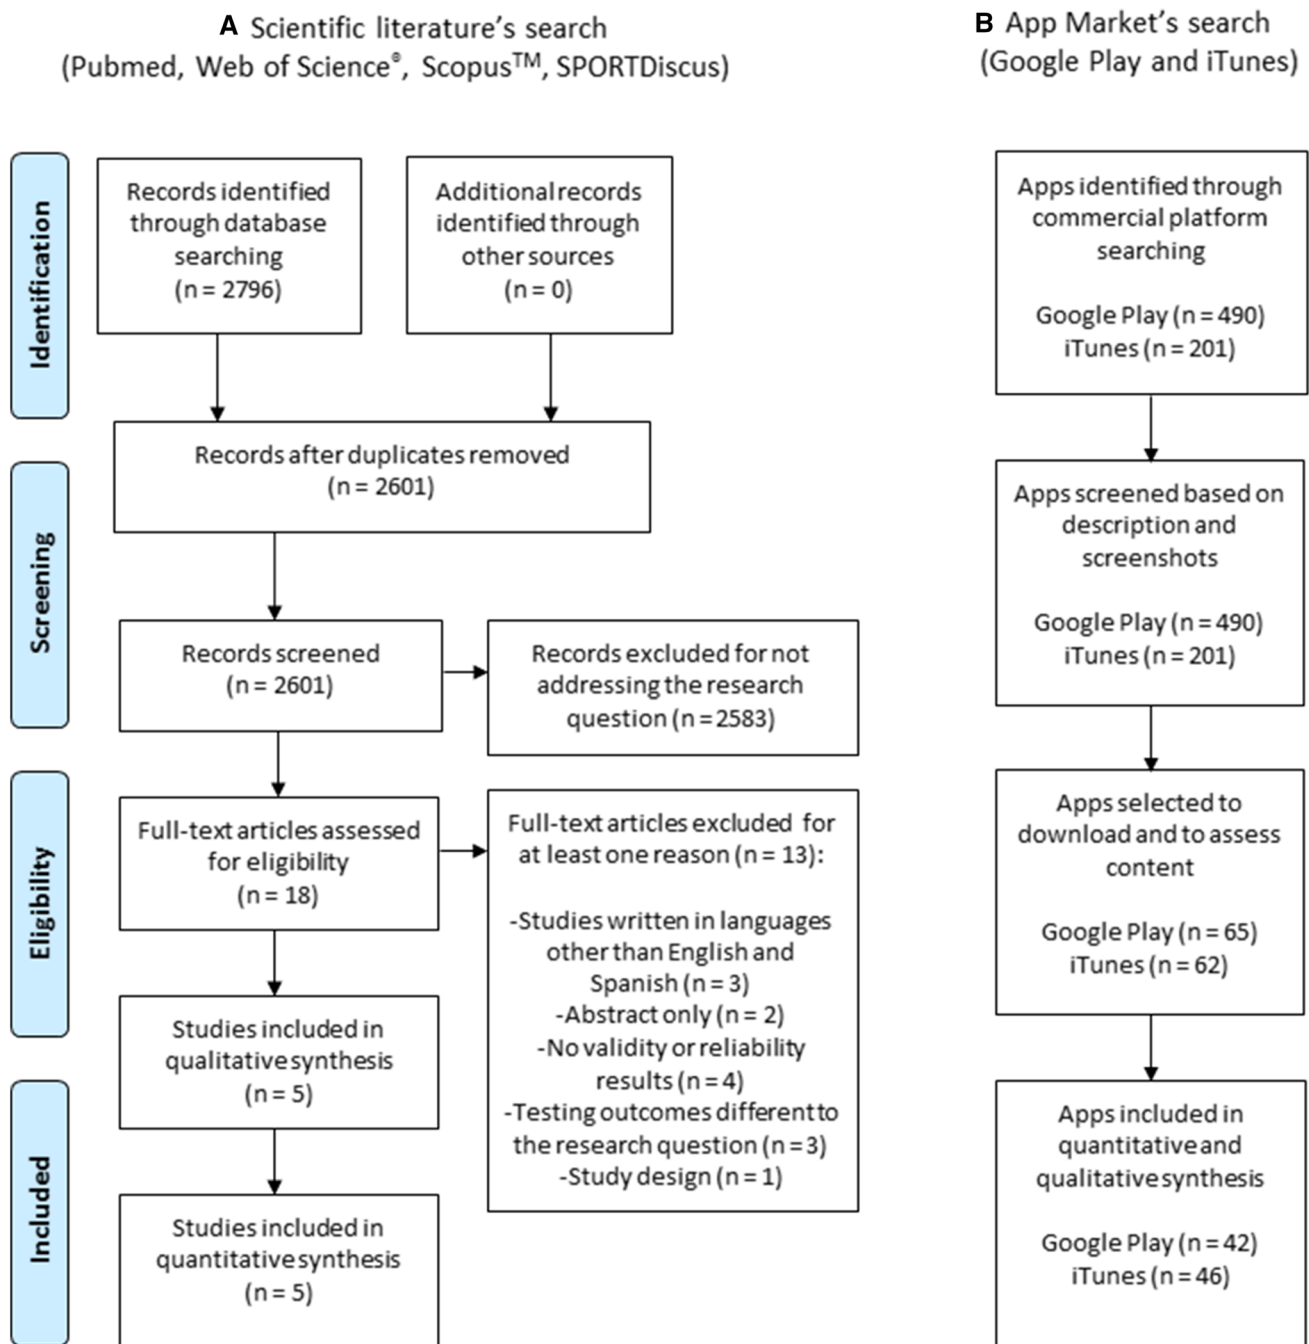 A Scientific literature's search
(Pubmed, Web of Science®, Scopus™, SPORTDiscus)
Identification
Records identified
through database
searching
(n = 2796)
Additional records
identified through
other sources
(n = 0)
Records after duplicates removed
(n = 2601)
Screening
Records screened
(n = 2601)
Records excluded for not
addressing the research
question (n = 2583)
Eligibility
Full-text articles assessed
for eligibility
(n = 18)
Full-text articles excluded for
at least one reason (n = 13):
-Studies written in languages
other than English and
Spanish (n = 3)
-Abstract only (n = 2)
-No validity or reliability
results (n = 4)
-Testing outcomes different to
the research question (n = 3)
-Study design (n = 1)
Studies included in
qualitative synthesis
(n = 5)
Included
Studies included in
quantitative synthesis
(n = 5)
B App Market's search
(Google Play and iTunes)
Apps identified through
commercial platform
searching
Google Play (n = 490)
iTunes (n = 201)
Apps screened based on
description and
screenshots
Google Play (n = 490)
iTunes (n = 201)
Apps selected to
download and to assess
content
Google Play (n = 65)
iTunes (n = 62)
Apps included in
quantitative and
qualitative synthesis
Google Play (n = 42)
iTunes (n = 46)